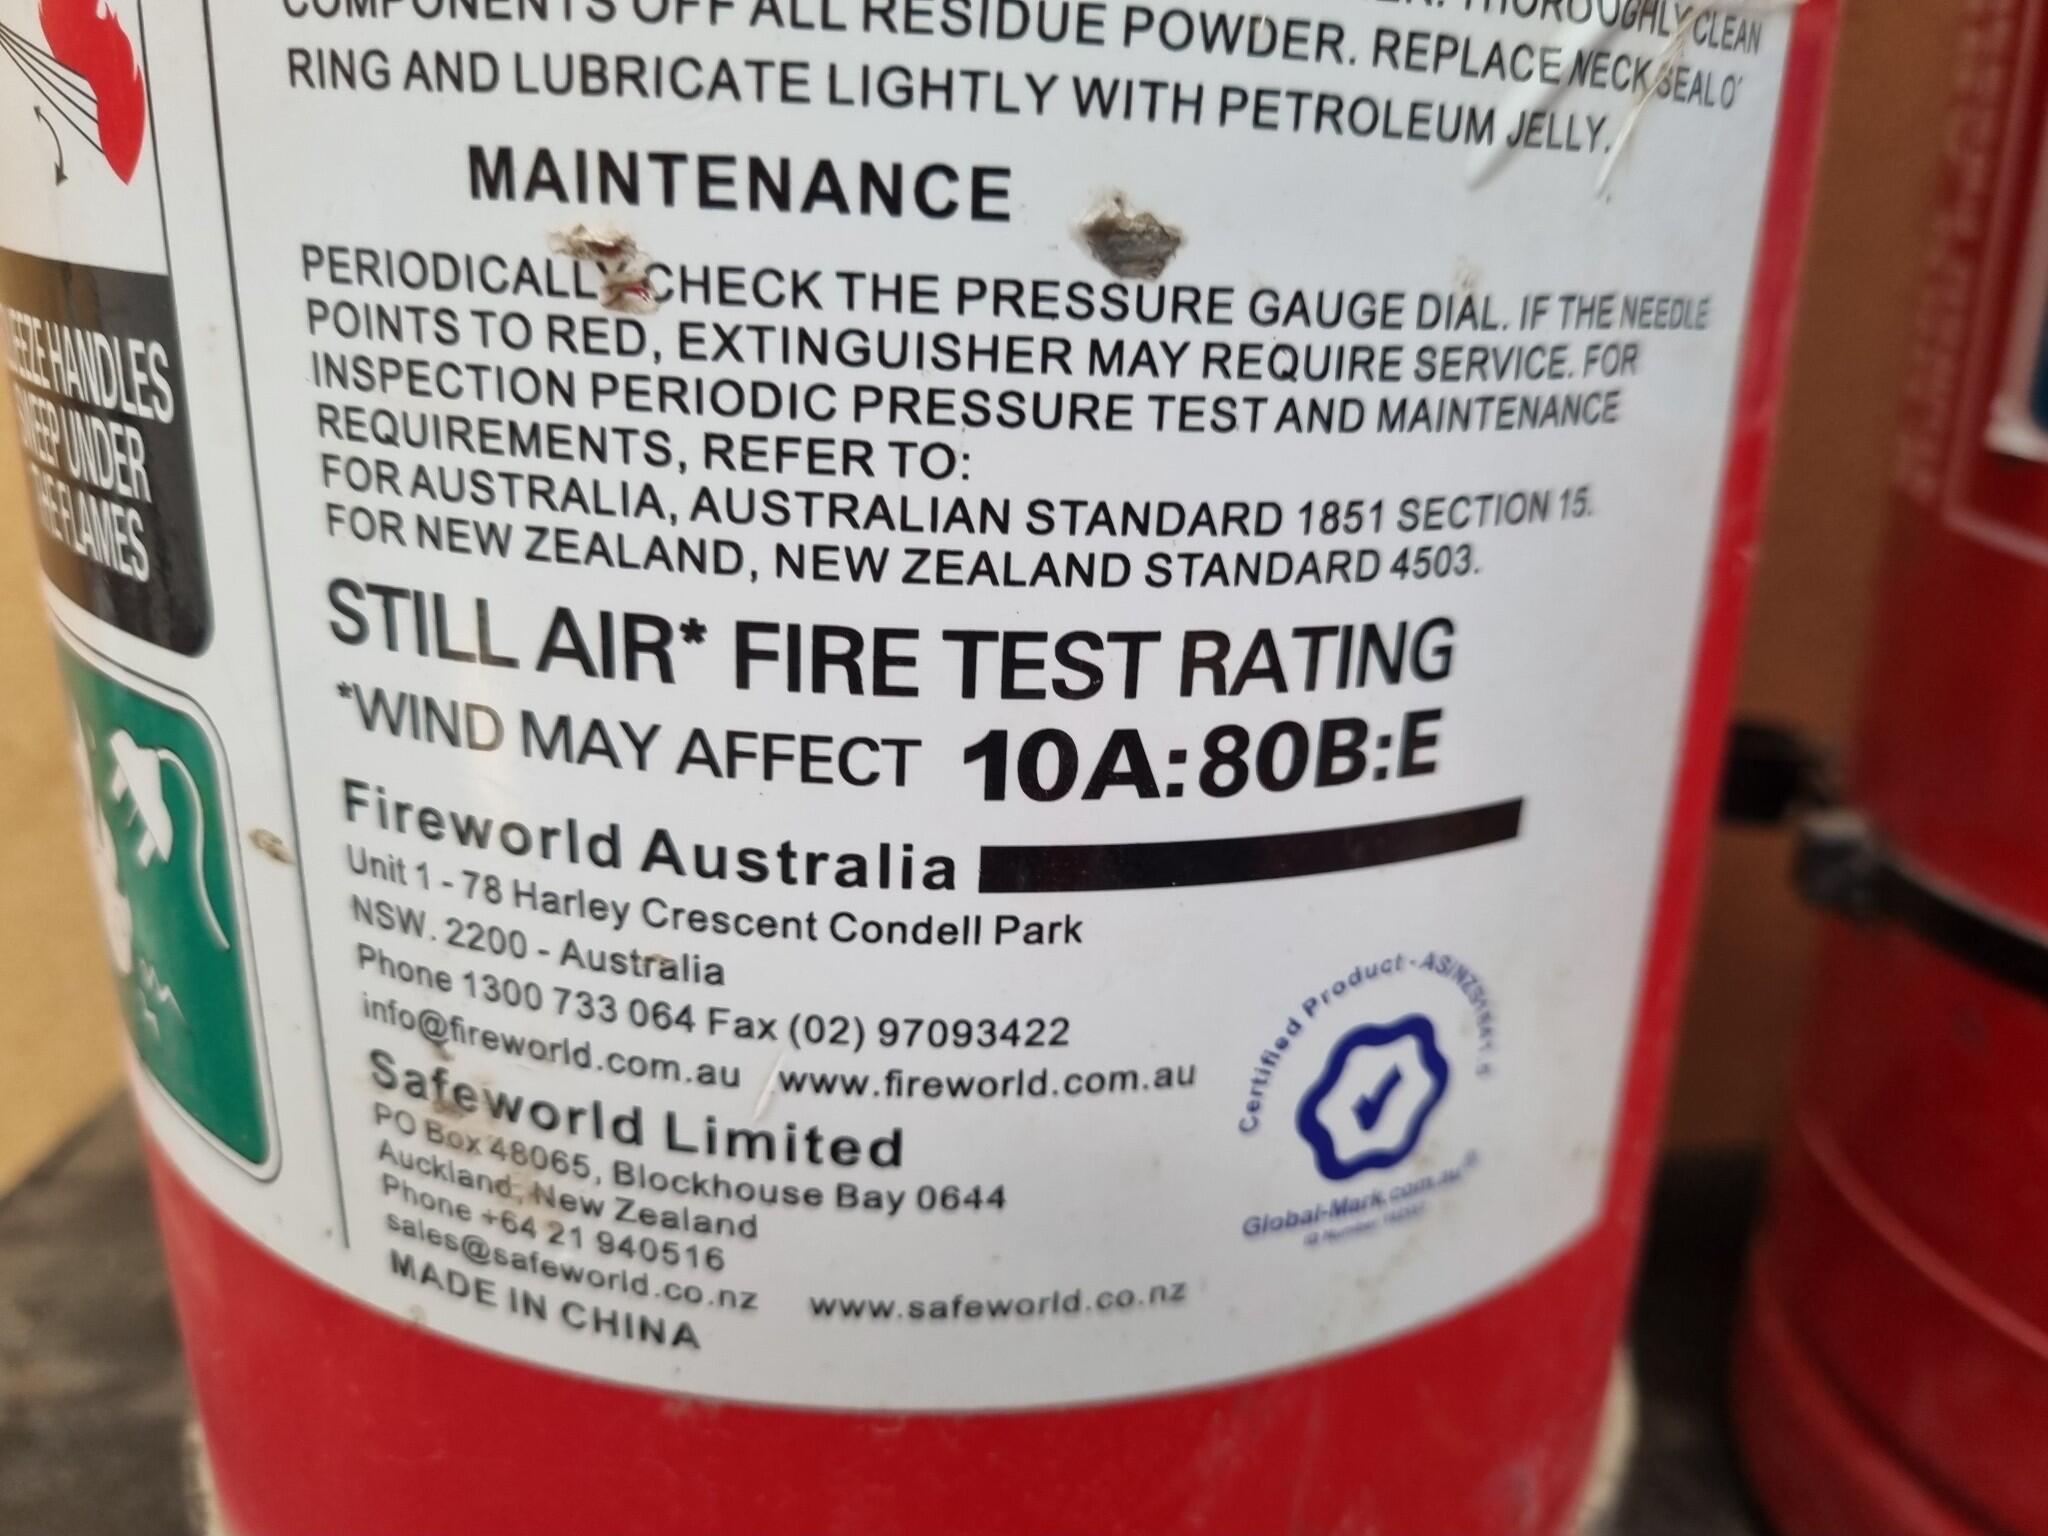 COMPONENTS OFF ALL RESIDUE POWDER. REPLACE NECK SEAL O'
THOROUGHLY CLEAN
RING AND LUBRICATE LIGHTLY WITH PETROLEUM JELLY.
MAINTENANCE
PERIODICALLY CHECK THE PRESSURE GAUGE DIAL. IF THE NEEDLE
POINTS TO RED, EXTINGUISHER MAY REQUIRE SERVICE. FOR
INSPECTION PERIODIC PRESSURE TEST AND MAINTENANCE
REQUIREMENTS, REFER TO:
FOR AUSTRALIA, AUSTRALIAN STANDARD 1851 SECTION 15.
FOR NEW ZEALAND, NEW ZEALAND STANDARD 4503.
STILL AIR* FIRE TEST RATING
*WIND MAY AFFECT 10A:80B:E
Fireworld Australia
Unit 1 - 78 Harley Crescent Condell Park
NSW. 2200 - Australia
Phone 1300 733 064 Fax (02) 97093422
info@fireworld.com.au www.fireworld.com.au
Safeworld Limited
PO Box 48065, Blockhouse Bay 0644
Auckland, New Zealand
Phone +64 21 940516
sales@safeworld.co.nz www.safeworld.co.nz
MADE IN CHINA
HANDLES
UNDER
FLAMES
Certified Product -
Global-Mark.com.au